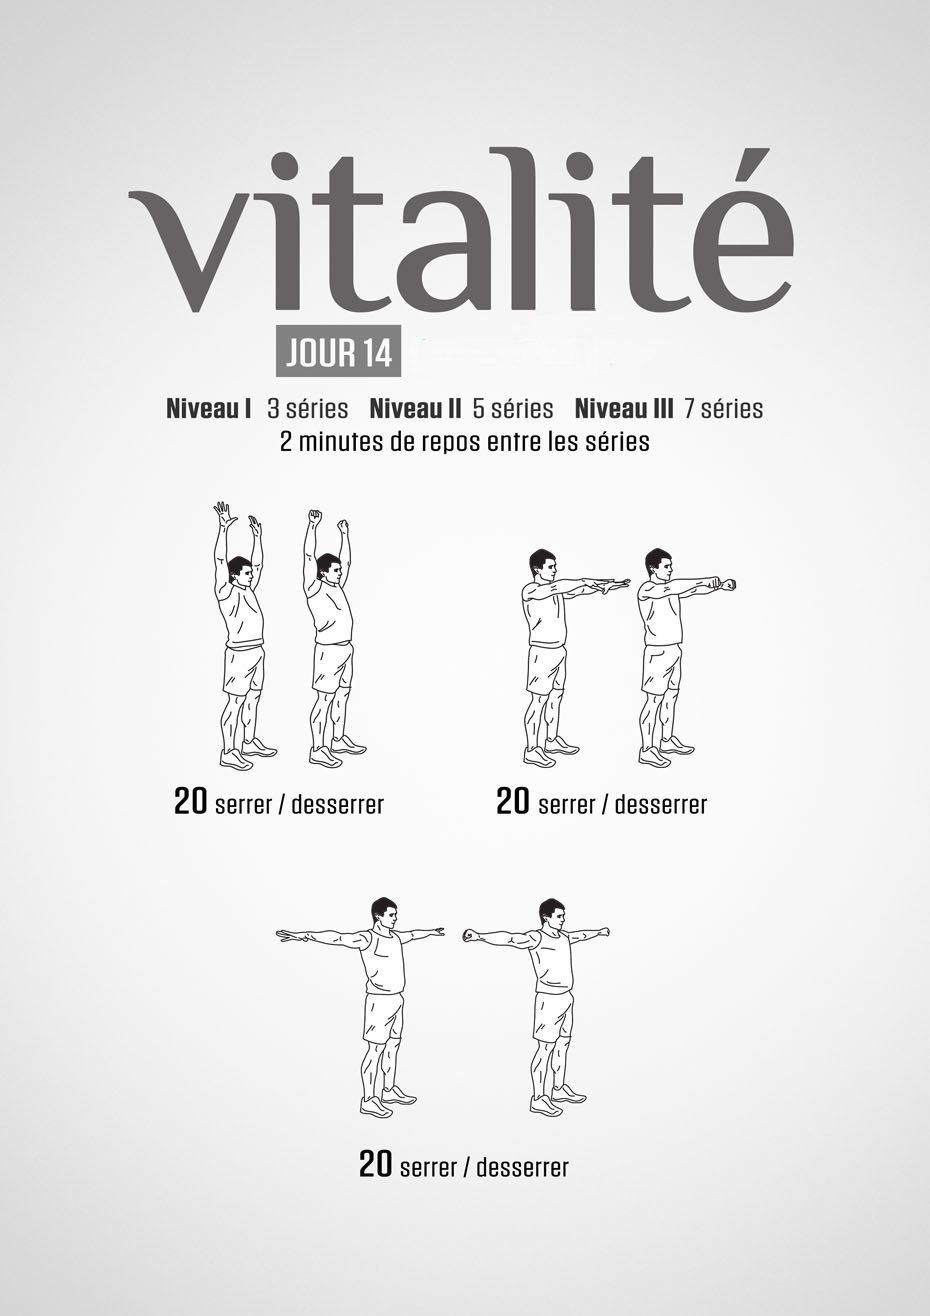 vitalité
JOUR 14
Niveau I 3 séries Niveau II 5 séries Niveau III 7 séries
2 minutes de repos entre les séries
20 serrer / desserrer
20 serrer / desserrer
20 serrer / desserrer